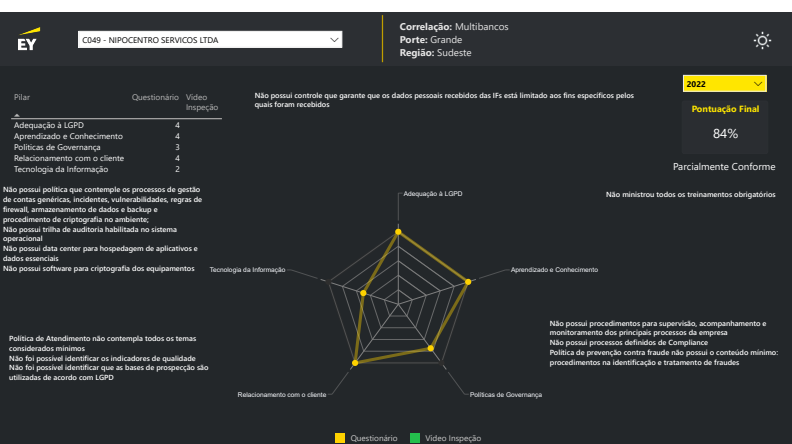 EY
C049 - NIPOCENTRO SERVICOS LTDA
Correlação: Multibancos
Porte: Grande
Região: Sudeste
2022
Pontuação Final
84%
Parcialmente Conforme
Pilar Questionário Video Inspeção
Adequação à LGPD 4
Aprendizado e Conhecimento 4
Políticas de Governança 3
Relacionamento com o cliente 4
Tecnologia da Informação 2
Não possui controle que garante que os dados pessoais recebidos das IFs está limitado aos fins específicos pelos
quais foram recebidos
Não possui política que contemple os processos de gestão
de contas genéricas, incidentes, vulnerabilidades, regras de
firewall, armazenamento de dados e backup e
procedimento de criptografia no ambiente;
Não possui trilha de auditoria habilitada no sistema
operacional
Não possui data center para hospedagem de aplicativos e
dados essenciais
Não possui software para criptografia dos equipamentos
Não ministrou todos os treinamentos obrigatórios
Adequação à LGPD
Tecnologia da Informação
Aprendizado e Conhecimento
Relacionamento com o cliente
Políticas de Governança
Não possui procedimentos para supervisão, acompanhamento e
monitoramento dos principais processos da empresa
Não possui processos definidos de Compliance
Política de prevenção contra fraude não possui o conteúdo mínimo:
procedimentos na identificação e tratamento de fraudes
Política de Atendimento não contempla todos os temas
considerados mínimos
Não foi possível identificar os indicadores de qualidade
Não foi possível identificar que as bases de prospecção são
utilizadas de acordo com LGPD
Questionário Video Inspeção